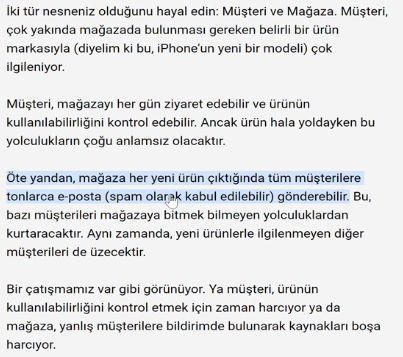 İki tür nesneniz olduğunu hayal edin: Müşteri ve Mağaza. Müşteri,
çok yakında mağazada bulunması gereken belirli bir ürün
markasıyla (diyelim ki bu, iPhone'un yeni bir modeli) çok
ilgileniyor.
Müşteri, mağazayı her gün ziyaret edebilir ve ürünün
kullanılabilirliğini kontrol edebilir. Ancak ürün hala yoldayken bu
yolculukların çoğu anlamsız olacaktır.
Öte yandan, mağaza her yeni ürün çıktığında tüm müşterilere
tonlarca e-posta (spam olarak kabul edilebilir) gönderebilir. Bu,
bazı müşterileri mağazaya bitmek bilmeyen yolculuklardan
kurtaracaktır. Aynı zamanda, yeni ürünlerle ilgilenmeyen diğer
müşterileri de üzecektir.
Bir çatışmamız var gibi görünüyor. Ya müşteri, ürünün
kullanılabilirliğini kontrol etmek için zaman harcıyor ya da
mağaza, yanlış müşterilere bildirimde bulunarak kaynakları boşa
harcıyor.